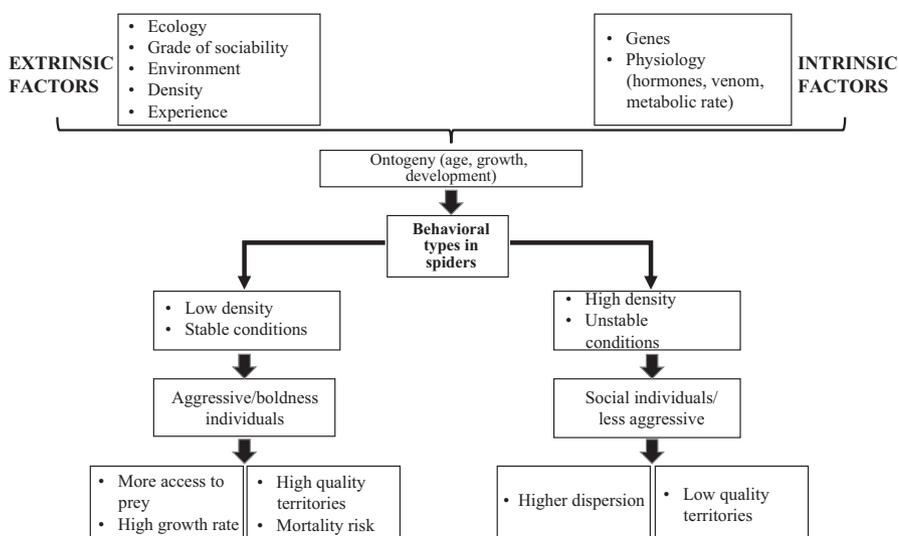 EXTRINSIC
FACTORS
• Ecology
• Grade of sociability
• Environment
• Density
• Experience
• Genes
• Physiology
(hormones, venom,
metabolic rate)
INTRINSIC
FACTORS
Ontogeny (age, growth,
development)
Behavioral
types in
spiders
• Low density
• Stable conditions
• High density
• Unstable
conditions
Aggressive/boldness
individuals
Social individuals/
less aggressive
• More access to
prey
• High growth rate
• High quality
territories
• Mortality risk
• Higher dispersion
• Low quality
territories